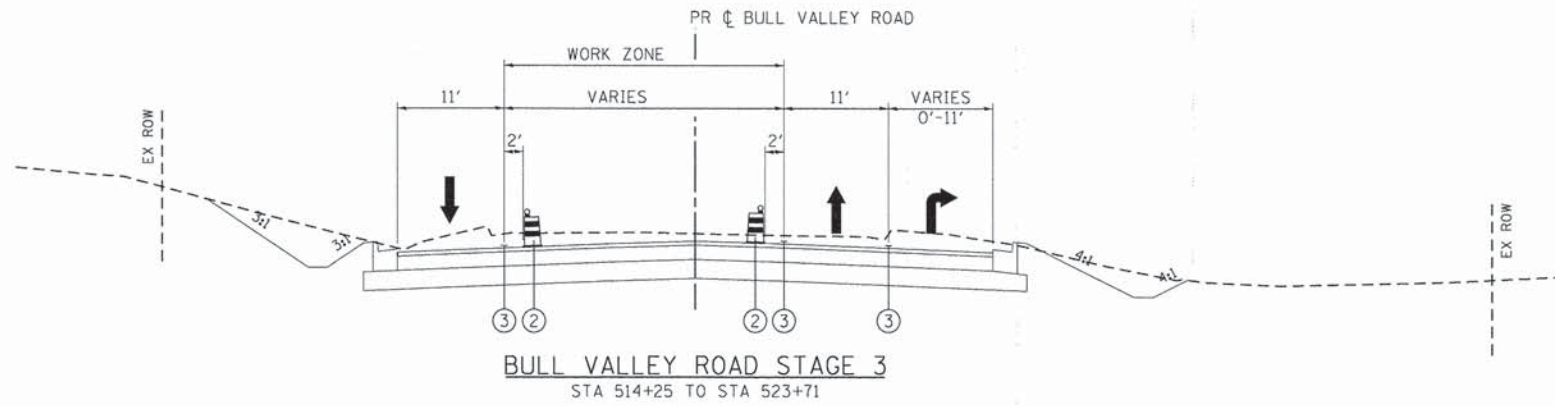 PR ℄ BULL VALLEY ROAD
WORK ZONE
11'
VARIES
11'
VARIES
0'-11'
2'
2'
EX ROW
EX ROW
3:1
3:1
4:1
4:1
3
2
2
3
3
BULL VALLEY ROAD STAGE 3
STA 514+25 TO STA 523+71